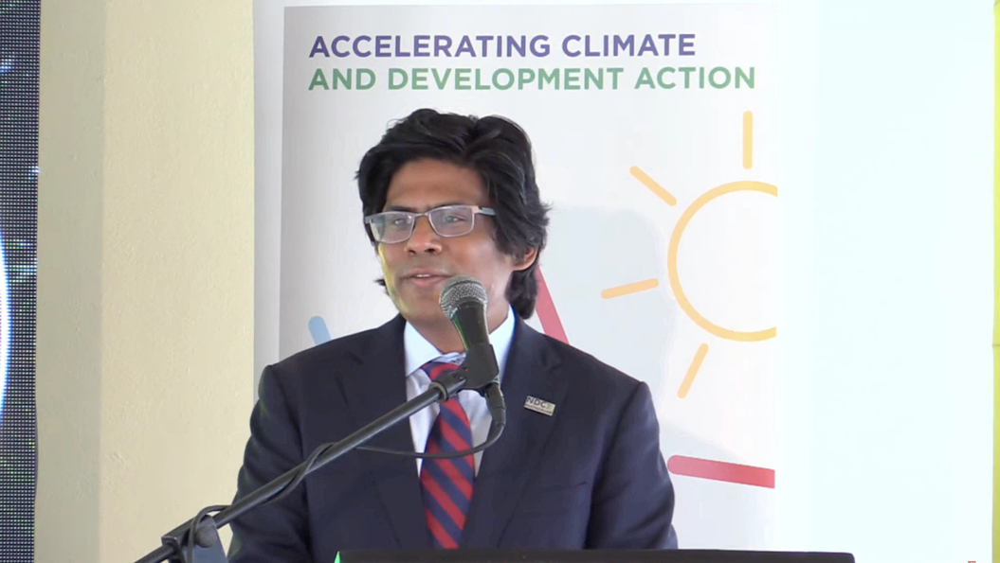 ACCELERATING CLIMATE
AND DEVELOPMENT ACTION
NDC